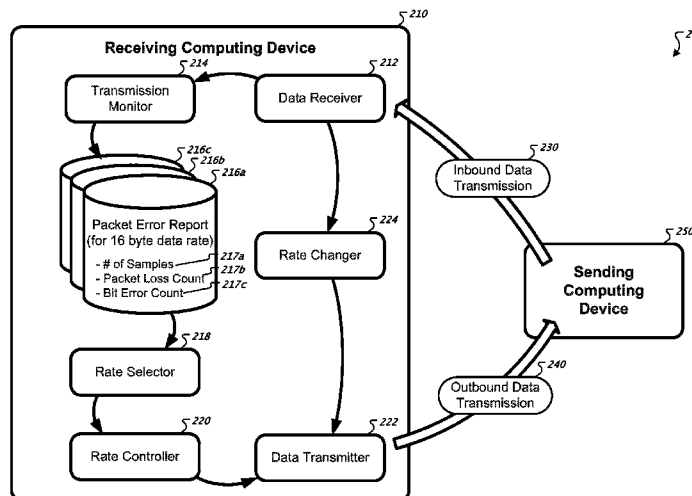 210
Receiving Computing Device
2
214
212
Transmission
Monitor
Data Receiver
216c
216b
216a
230
Inbound Data
Transmission
Packet Error Report
(for 16 byte data rate)
- # of Samples
217a
- Packet Loss Count
217b
- Bit Error Count
217c
224
Rate Changer
250
Sending
Computing
Device
218
Rate Selector
240
Outbound Data
Transmission
220
Rate Controller
222
Data Transmitter